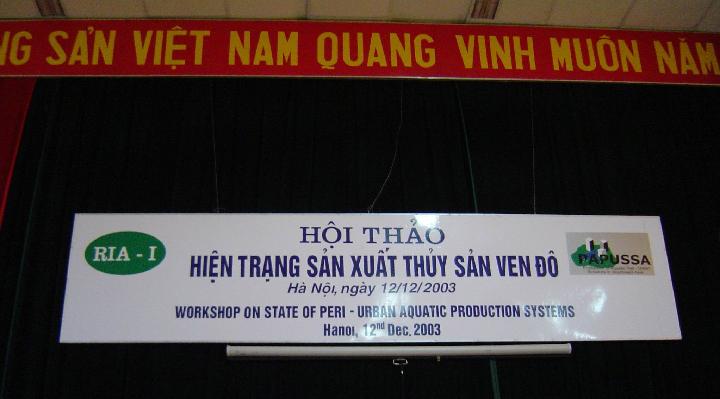 NG SẢN VIỆT NAM QUANG VINH MUÔN NĂM
RIA - I
HỘI THẢO
HIỆN TRẠNG SẢN XUẤT THỦY SẢN VEN ĐÔ
Hà Nội, ngày 12/12/2003
WORKSHOP ON STATE OF PERI - URBAN AQUATIC PRODUCTION SYSTEMS
Hanoi, 12nd Dec. 2003
PAPUSSA